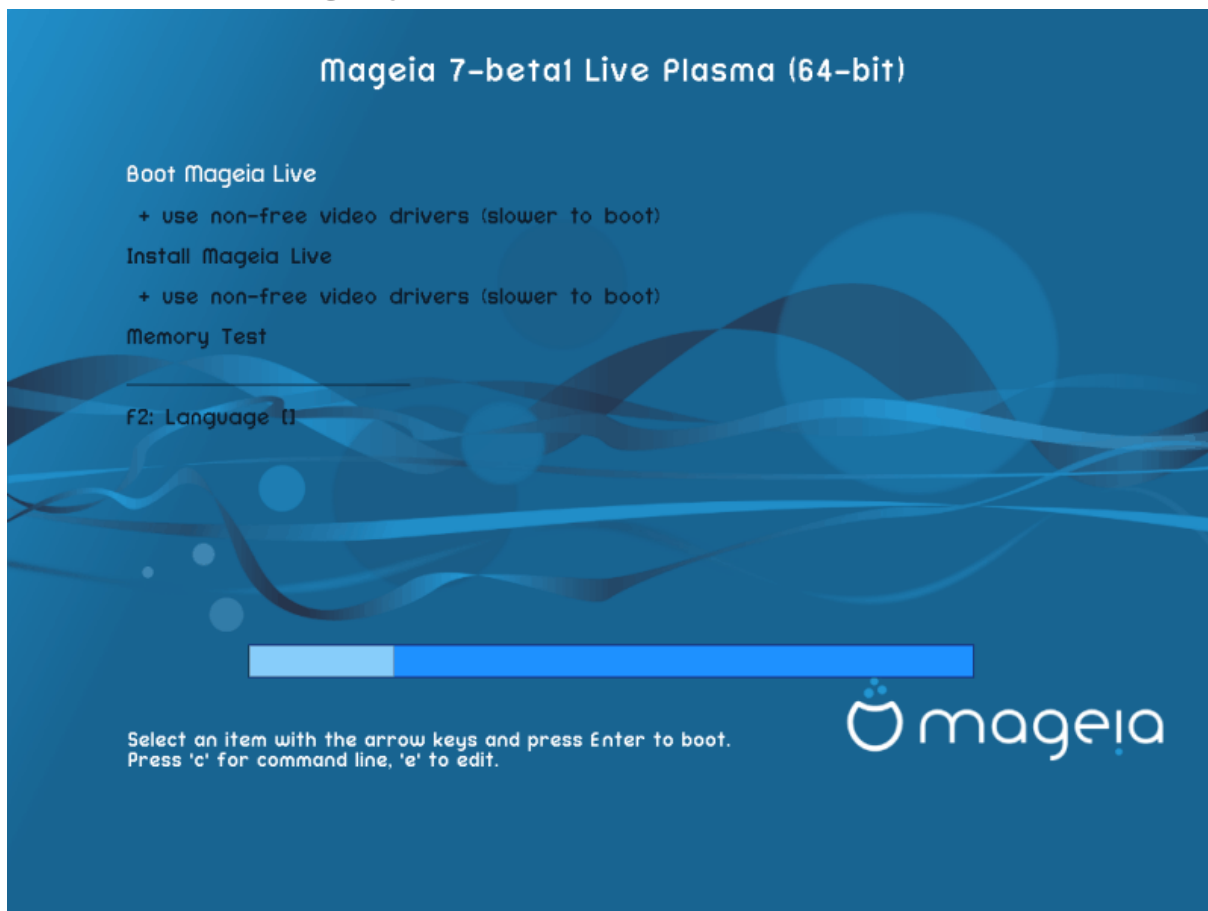 Mageia 7-beta1 Live Plasma (64-bit)
Boot Mageia Live
+ use non-free video drivers (slower to boot)
Install Mageia Live
+ use non-free video drivers (slower to boot)
Memory Test
F2: Language []
mageia
Select an item with the arrow keys and press Enter to boot.
Press 'c' for command line, 'e' to edit.